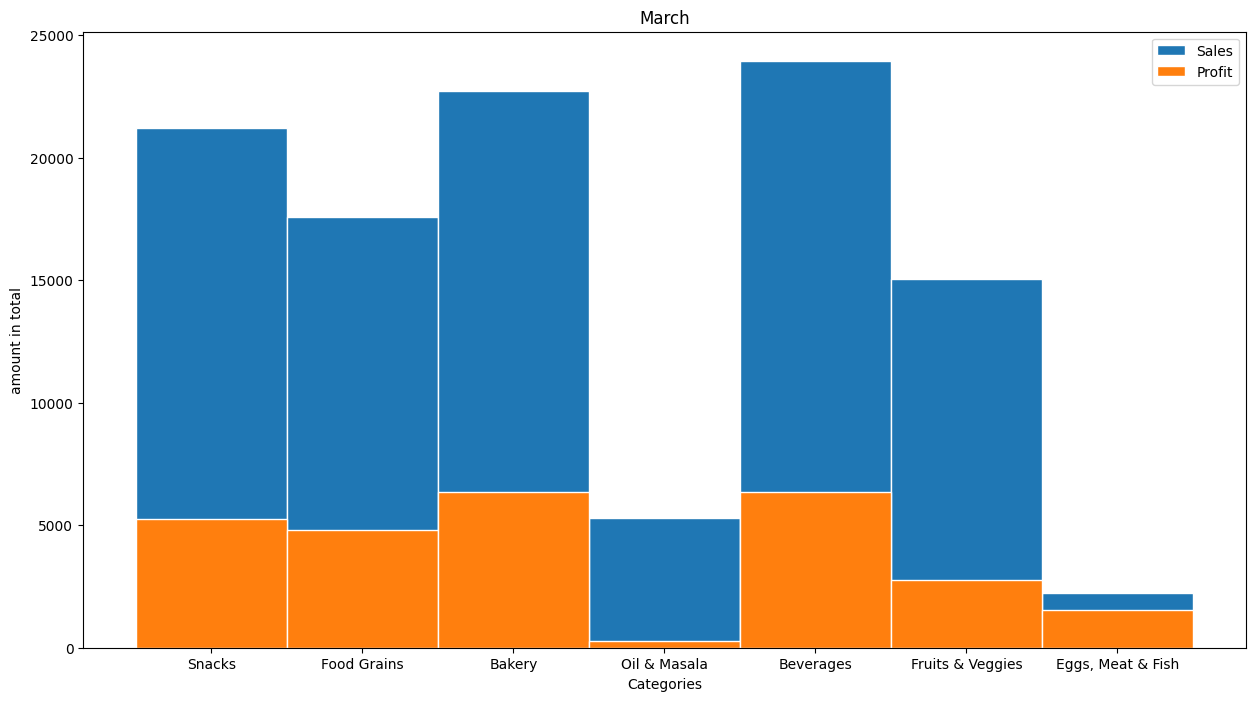 March
Sales
Profit
25000
20000
15000
10000
5000
0
amount in total
Snacks
Food Grains
Bakery
Oil & Masala
Beverages
Fruits & Veggies
Eggs, Meat & Fish
Categories